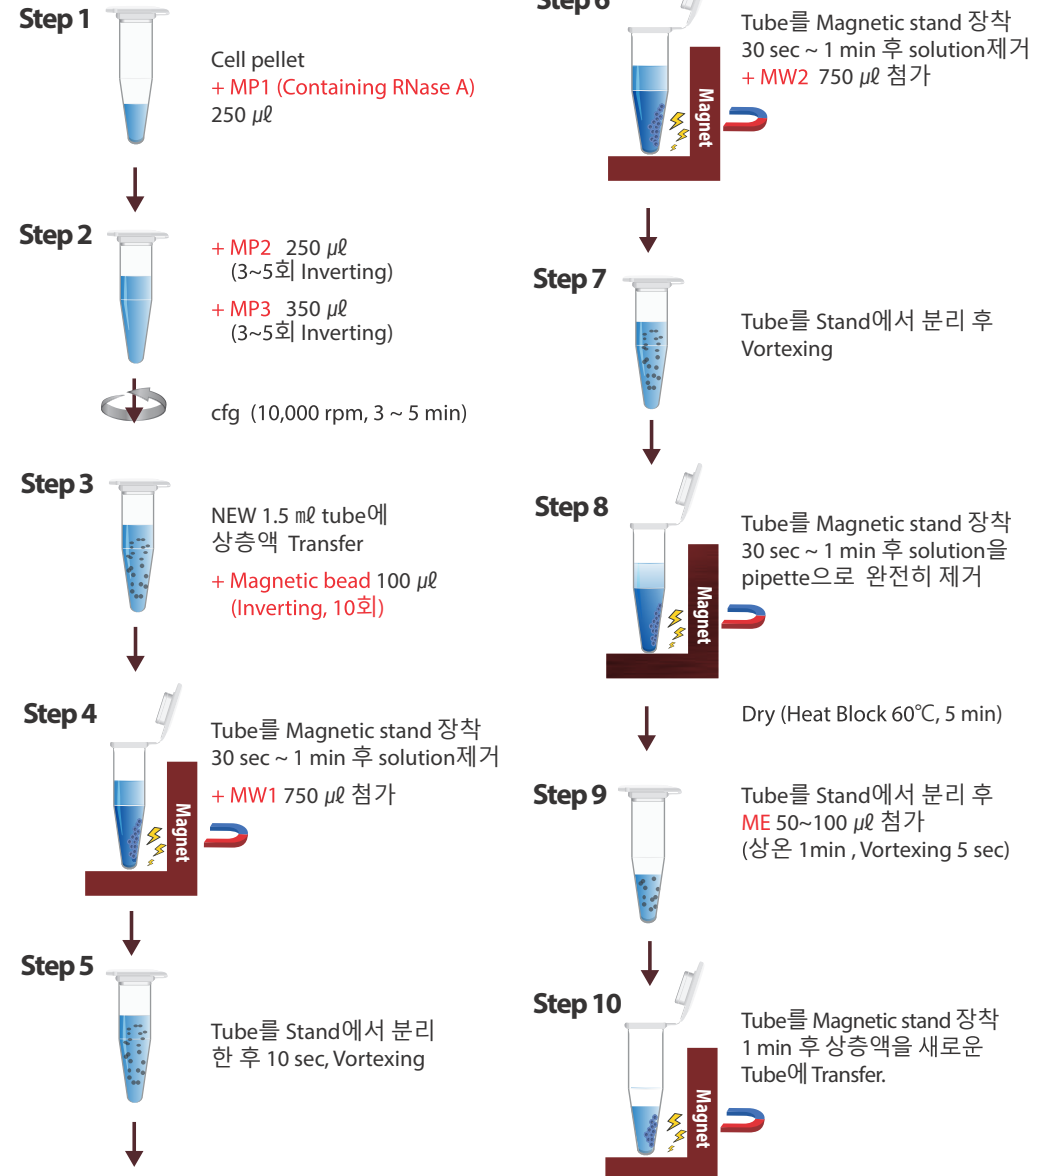 Step 1
Cell pellet
+ MP1 (Containing RNase A)
250 ㎕
Step 2
+ MP2 250 ㎕
(3~5회 Inverting)
+ MP3 350 ㎕
(3~5회 Inverting)
cfg (10,000 rpm, 3 ~ 5 min)
Step 3
NEW 1.5 ㎖ tube에
상층액 Transfer
+ Magnetic bead 100 ㎕
(Inverting, 10회)
Step 4
Tube를 Magnetic stand 장착
30 sec ~ 1 min 후 solution제거
+ MW1 750 ㎕ 첨가
Magnet
Step 5
Tube를 Stand에서 분리
한 후 10 sec, Vortexing
Step 6
Tube를 Magnetic stand 장착
30 sec ~ 1 min 후 solution제거
+ MW2 750 ㎕ 첨가
Magnet
Step 7
Tube를 Stand에서 분리 후
Vortexing
Step 8
Tube를 Magnetic stand 장착
30 sec ~ 1 min 후 solution을
pipette으로 완전히 제거
Magnet
Dry (Heat Block 60℃, 5 min)
Step 9
Tube를 Stand에서 분리 후
ME 50~100 ㎕ 첨가
(상온 1min , Vortexing 5 sec)
Step 10
Tube를 Magnetic stand 장착
1 min 후 상층액을 새로운
Tube에 Transfer.
Magnet